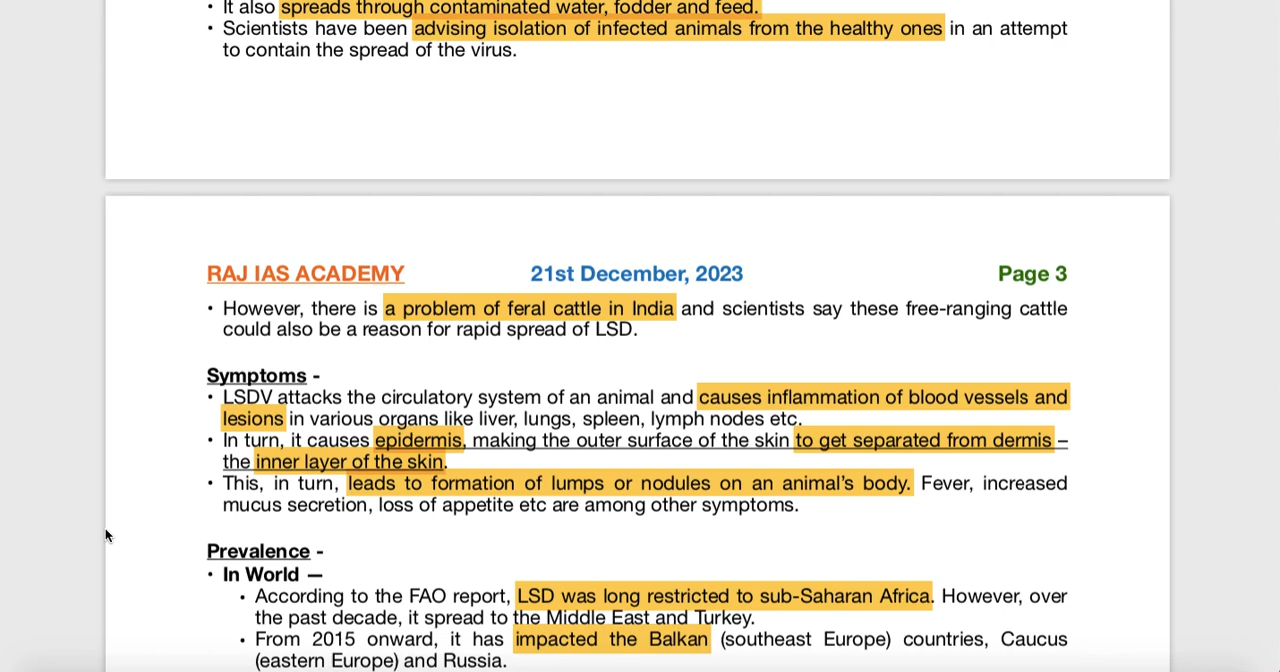 • It also spreads through contaminated water, fodder and feed.
• Scientists have been advising isolation of infected animals from the healthy ones in an attempt
to contain the spread of the virus.
RAJ IAS ACADEMY 21st December, 2023 Page 3
• However, there is a problem of feral cattle in India and scientists say these free-ranging cattle
could also be a reason for rapid spread of LSD.
Symptoms -
• LSDV attacks the circulatory system of an animal and causes inflammation of blood vessels and
lesions in various organs like liver, lungs, spleen, lymph nodes etc.
• In turn, it causes epidermis, making the outer surface of the skin to get separated from dermis –
the inner layer of the skin.
• This, in turn, leads to formation of lumps or nodules on an animal’s body. Fever, increased
mucus secretion, loss of appetite etc are among other symptoms.
Prevalence -
• In World —
• According to the FAO report, LSD was long restricted to sub-Saharan Africa. However, over
the past decade, it spread to the Middle East and Turkey.
• From 2015 onward, it has impacted the Balkan (southeast Europe) countries, Caucus
(eastern Europe) and Russia.